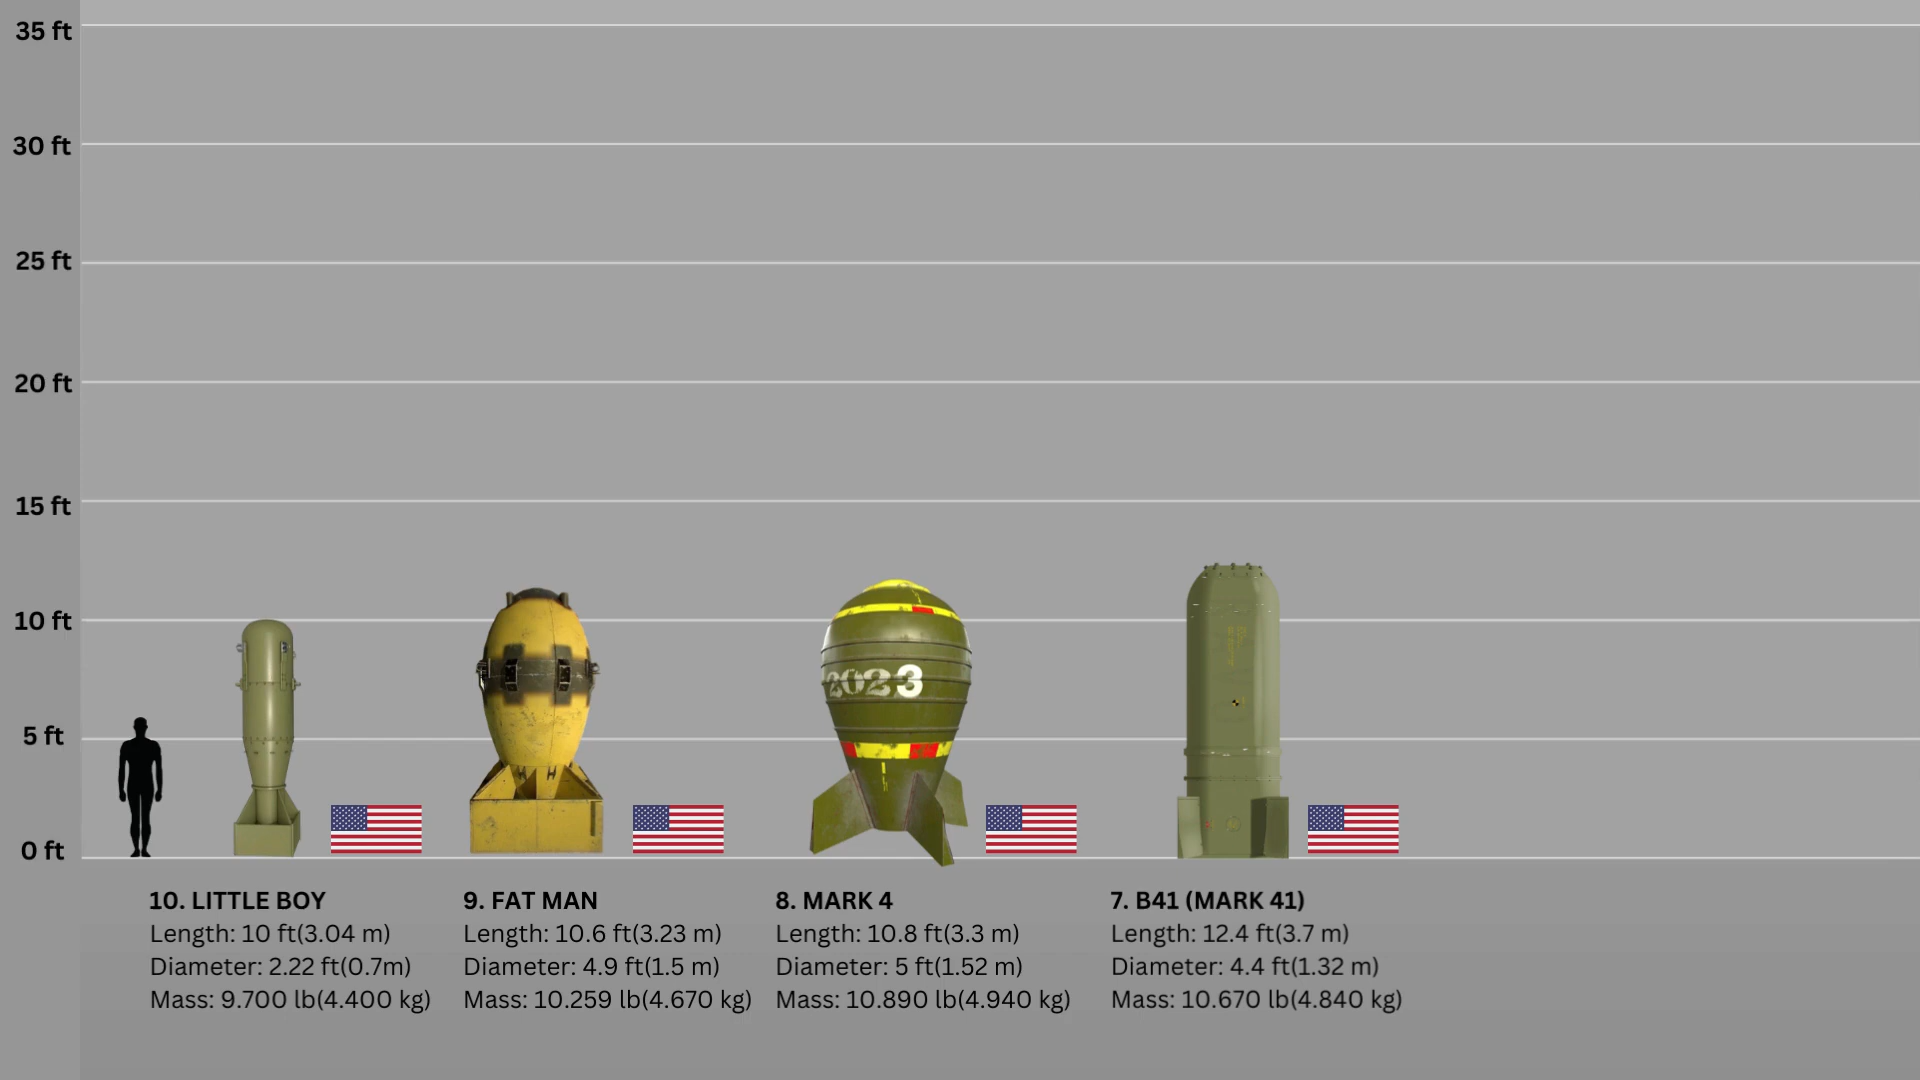 35 ft
30 ft
25 ft
20 ft
15 ft
10 ft
5 ft
0 ft
2023
10. LITTLE BOY
Length: 10 ft(3.04 m)
Diameter: 2.22 ft(0.7m)
Mass: 9.700 lb(4.400 kg)
9. FAT MAN
Length: 10.6 ft(3.23 m)
Diameter: 4.9 ft(1.5 m)
Mass: 10.259 lb(4.670 kg)
8. MARK 4
Length: 10.8 ft(3.3 m)
Diameter: 5 ft(1.52 m)
Mass: 10.890 lb(4.940 kg)
7. B41 (MARK 41)
Length: 12.4 ft(3.7 m)
Diameter: 4.4 ft(1.32 m)
Mass: 10.670 lb(4.840 kg)